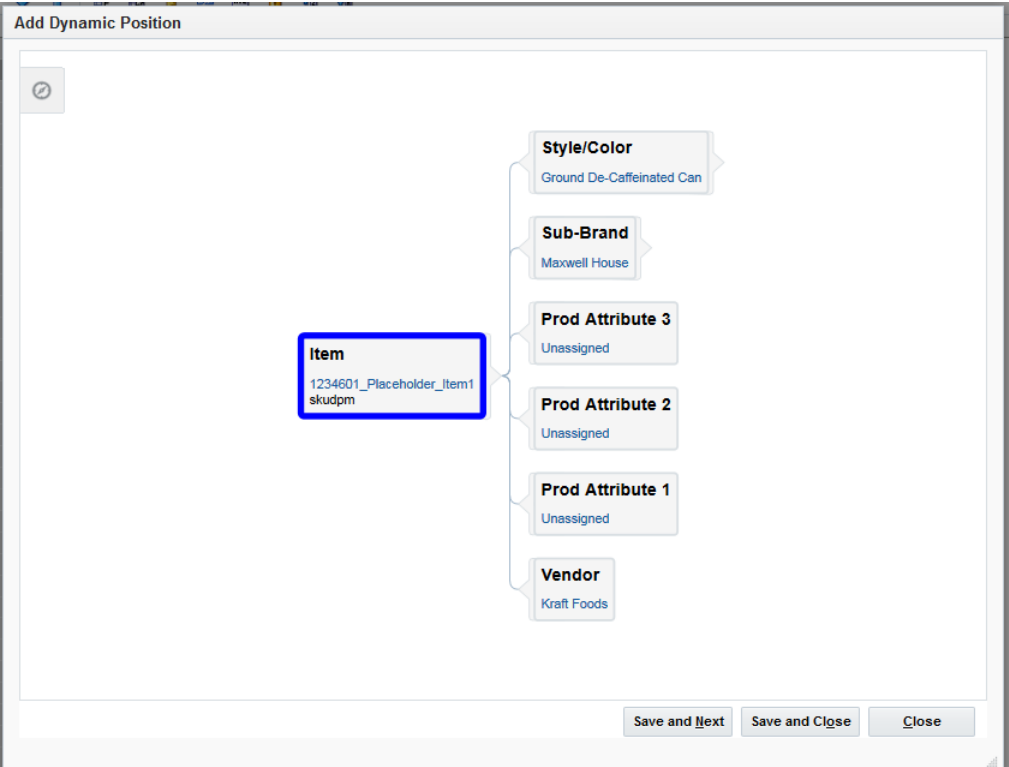 Add Dynamic Position
Style/Color
Ground De-Caffeinated Can
Sub-Brand
Maxwell House
Prod Attribute 3
Unassigned
Item
1234601_Placeholder_Item1
skudpm
Prod Attribute 2
Unassigned
Prod Attribute 1
Unassigned
Vendor
Kraft Foods
Save and Next
Save and Close
Close